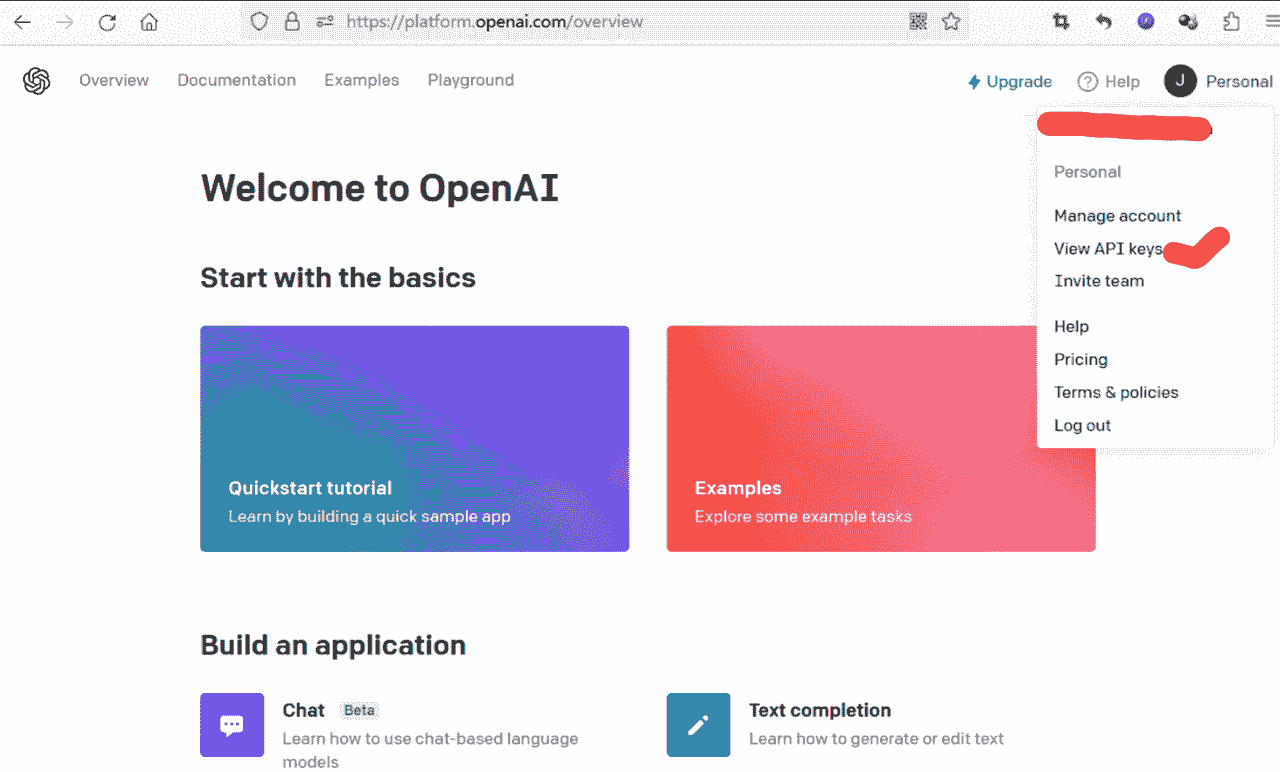 https://platform.openai.com/overview
Overview Documentation Examples Playground Upgrade Help J Personal
Personal
Manage account
View API keys
Invite team
Help
Pricing
Terms & policies
Log out
Welcome to OpenAI
Start with the basics
Quickstart tutorial
Learn by building a quick sample app
Examples
Explore some example tasks
Build an application
Chat Beta
Learn how to use chat-based language
models
Text completion
Learn how to generate or edit text